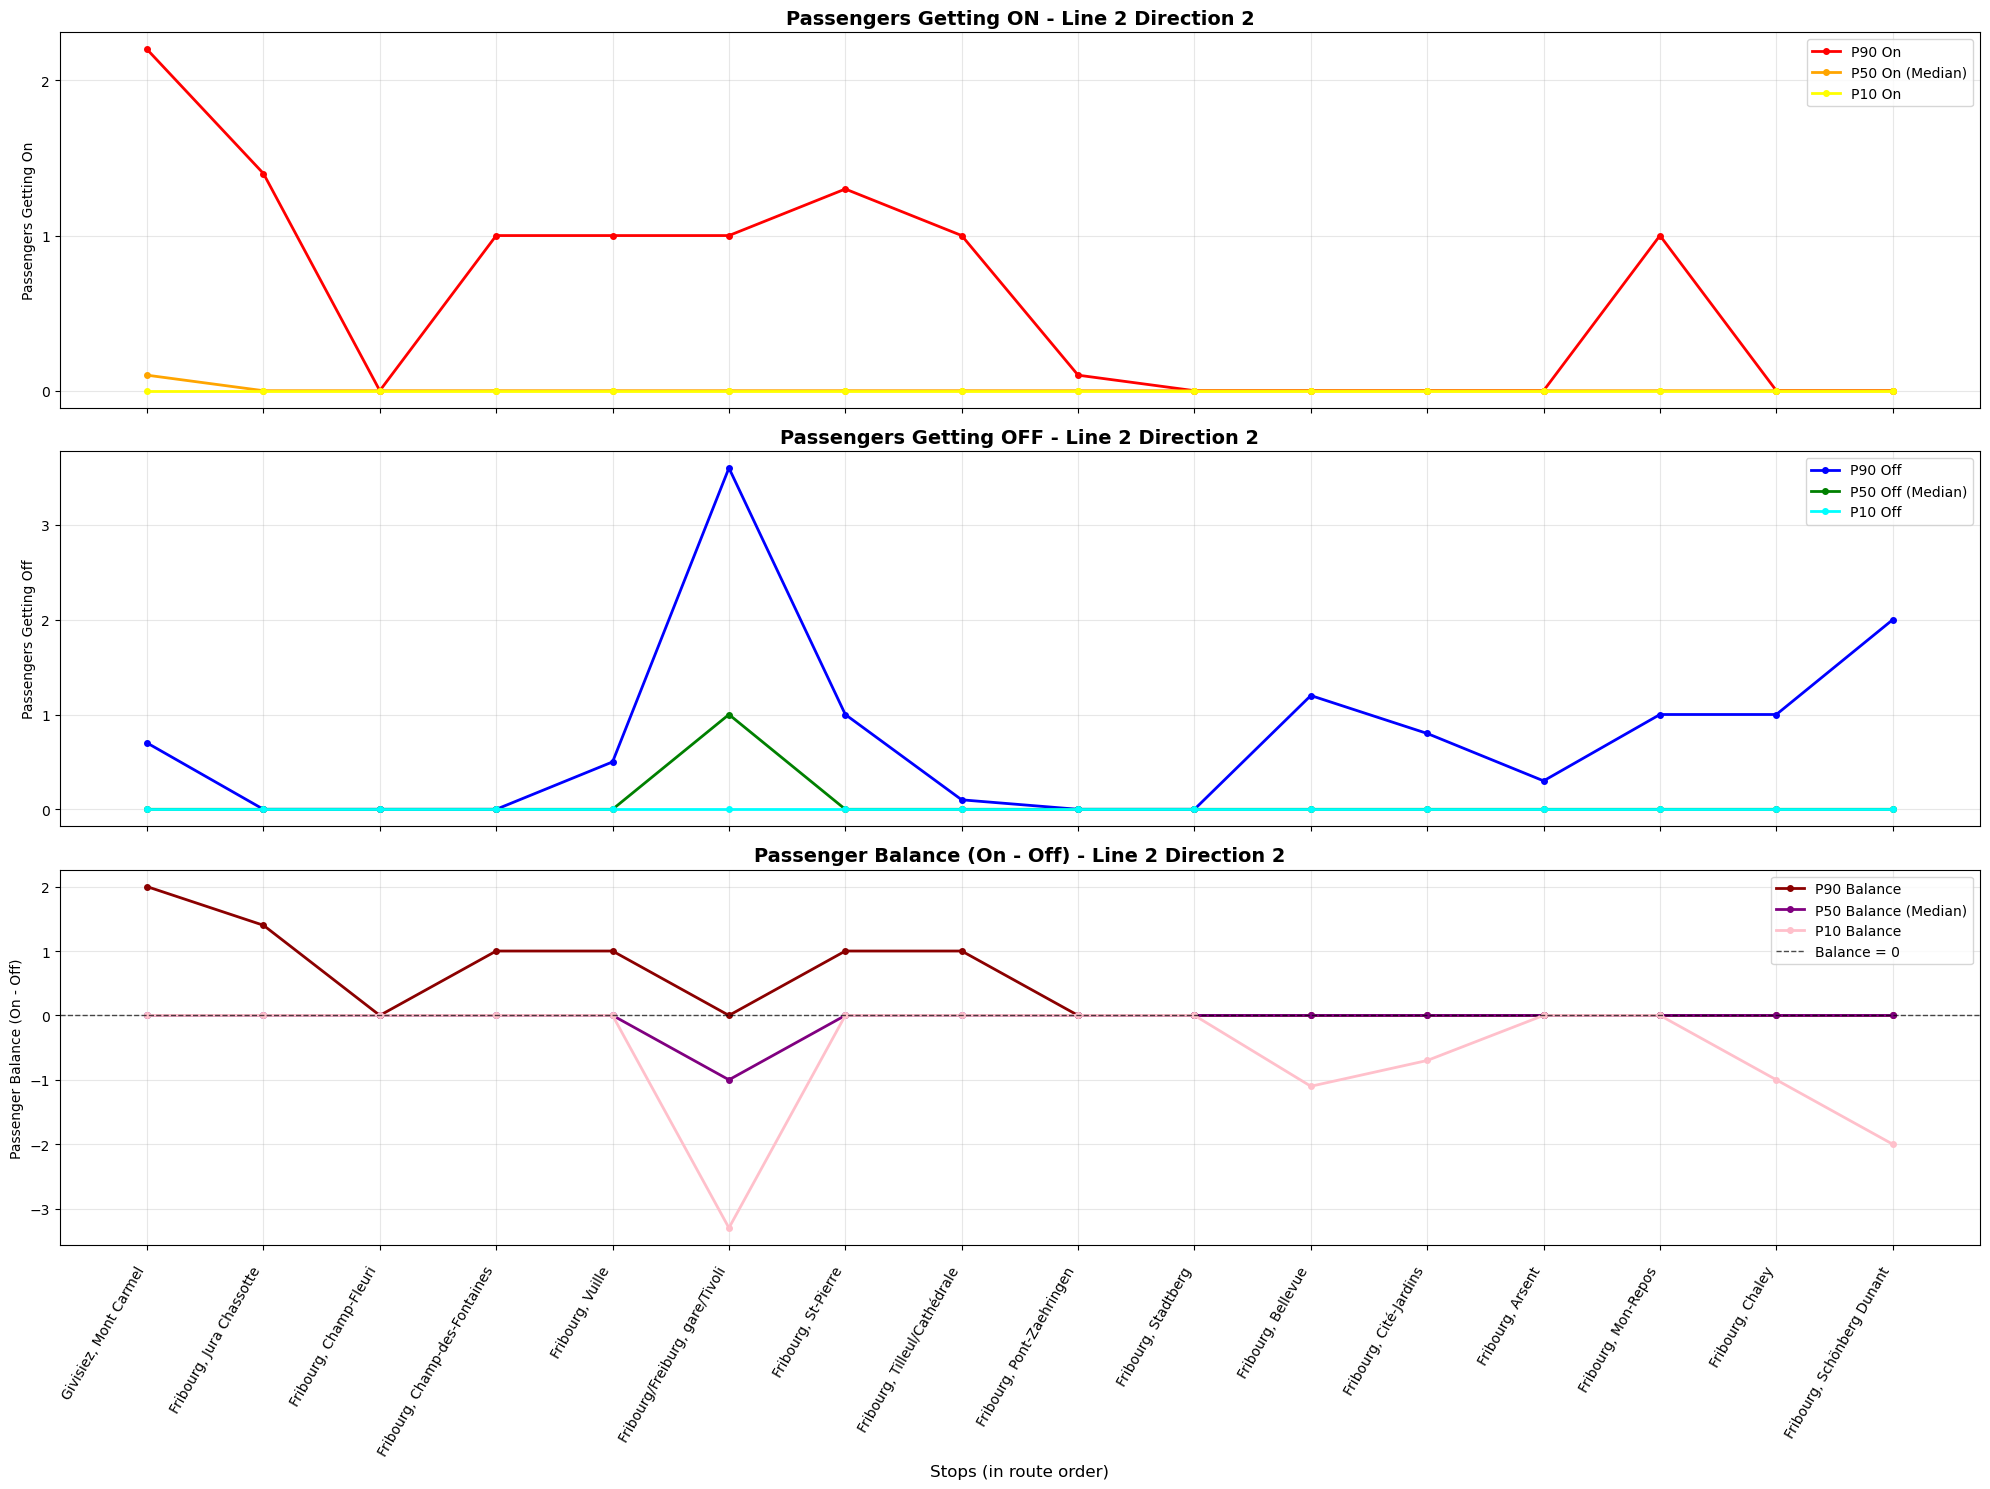 Passengers Getting ON - Line 2 Direction 2
Passengers Getting On
2
1
0
P90 On
P50 On (Median)
P10 On
Passengers Getting OFF - Line 2 Direction 2
Passengers Getting Off
3
2
1
0
P90 Off
P50 Off (Median)
P10 Off
Passenger Balance (On - Off) - Line 2 Direction 2
Passenger Balance (On - Off)
2
1
0
−1
−2
−3
P90 Balance
P50 Balance (Median)
P10 Balance
Balance = 0
Givisiez, Mont Carmel
Fribourg, Jura Chassotte
Fribourg, Champ-Fleuri
Fribourg, Champ-des-Fontaines
Fribourg, Vuille
Fribourg/Freiburg, gare/Tivoli
Fribourg, St-Pierre
Fribourg, Tilleul/Cathédrale
Fribourg, Pont-Zaehringen
Fribourg, Stadtberg
Fribourg, Bellevue
Fribourg, Cité-Jardins
Fribourg, Arsent
Fribourg, Mon-Repos
Fribourg, Chaley
Fribourg, Schönberg Dunant
Stops (in route order)